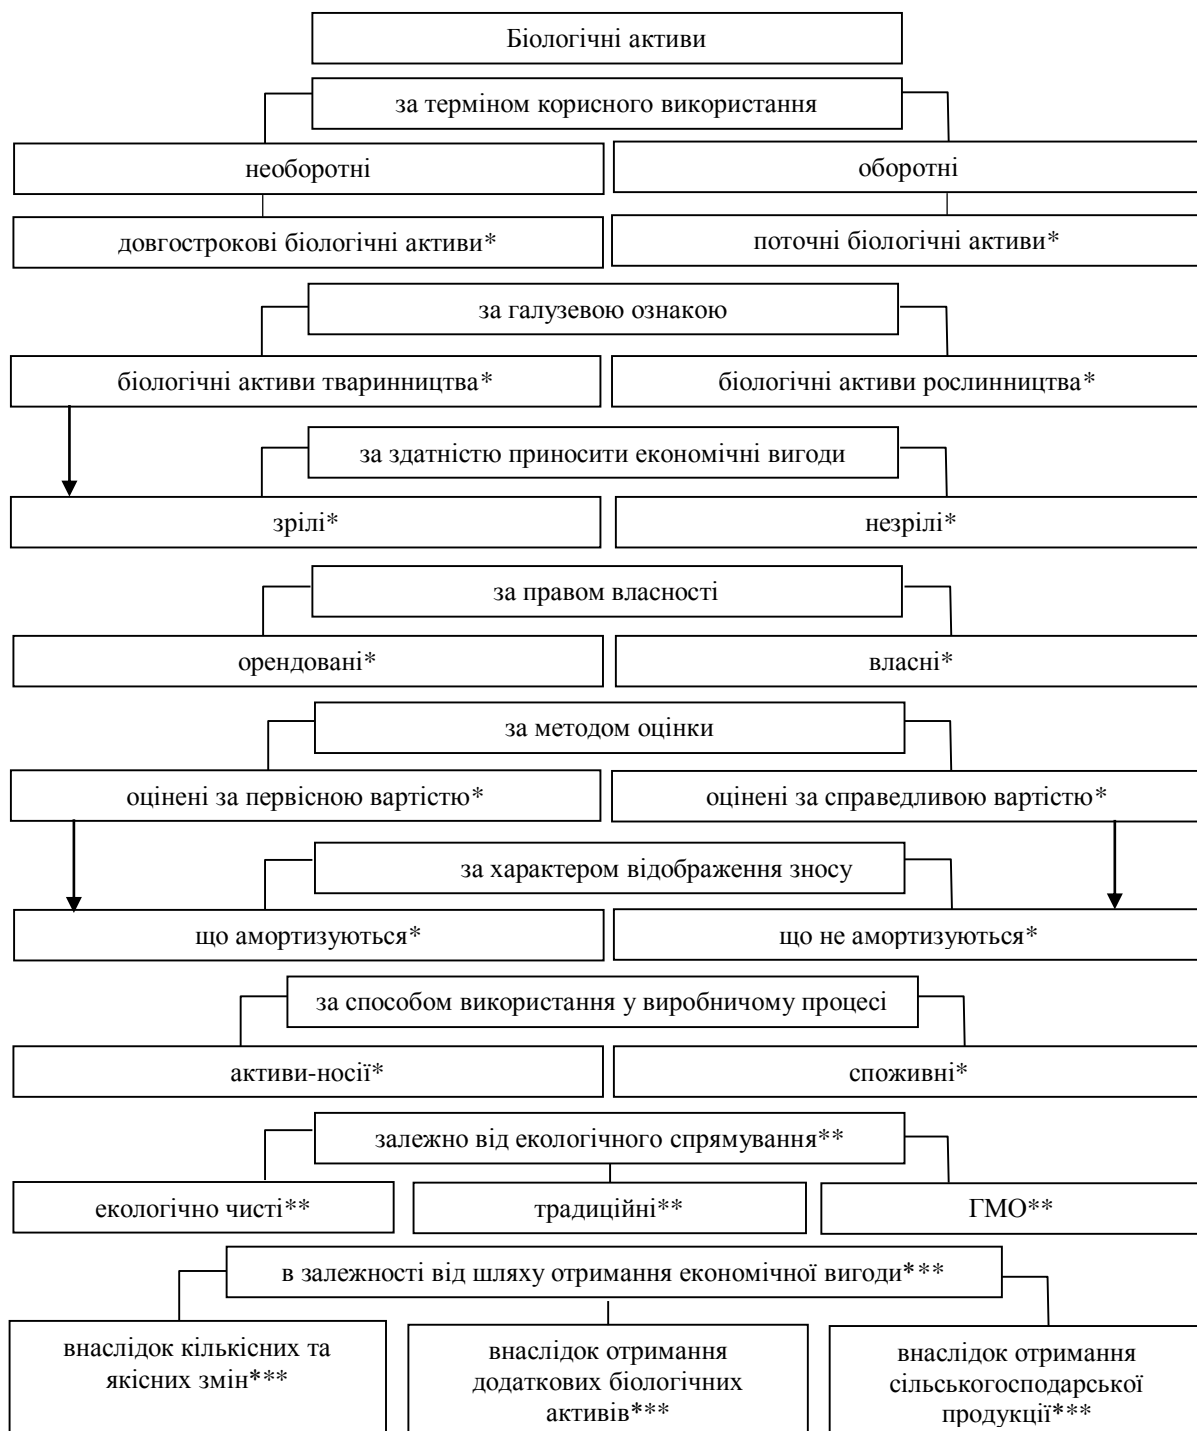 Біологічні активи
за терміном корисного використання
необоротні
оборотні
довгострокові біологічні активи*
поточні біологічні активи*
за галузевою ознакою
біологічні активи тваринництва*
біологічні активи рослинництва*
за здатністю приносити економічні вигоди
зрілі*
незрілі*
за правом власності
орендовані*
власні*
за методом оцінки
оцінені за первісною вартістю*
оцінені за справедливою вартістю*
за характером відображення зносу
що амортизуються*
що не амортизуються*
за способом використання у виробничому процесі
активи-носії*
споживні*
залежно від екологічного спрямування**
екологічно чисті**
традиційні**
ГМО**
в залежності від шляху отримання економічної вигоди***
внаслідок кількісних та
якісних змін***
внаслідок отримання
додаткових біологічних
активів***
внаслідок отримання
сільськогосподарської
продукції***